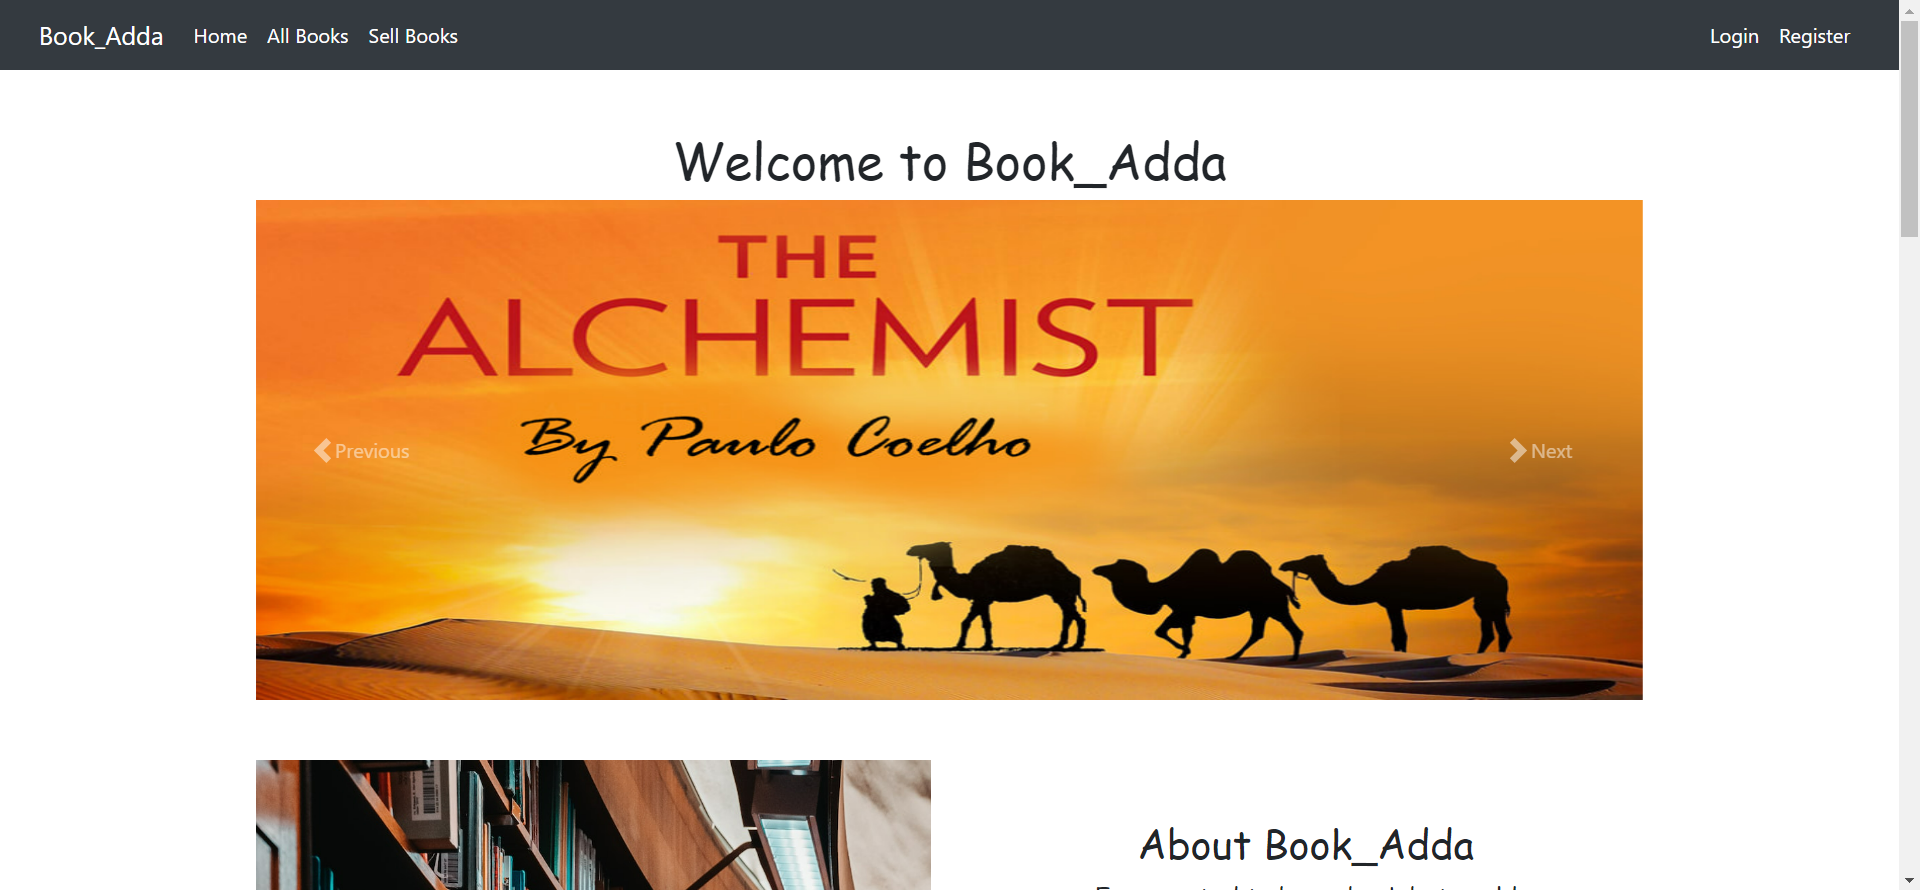 Book_Adda Home All Books Sell Books Login Register
Welcome to Book_Adda
THE
ALCHEMIST
By Paulo Coelho
Previous
Next
About Book_Adda